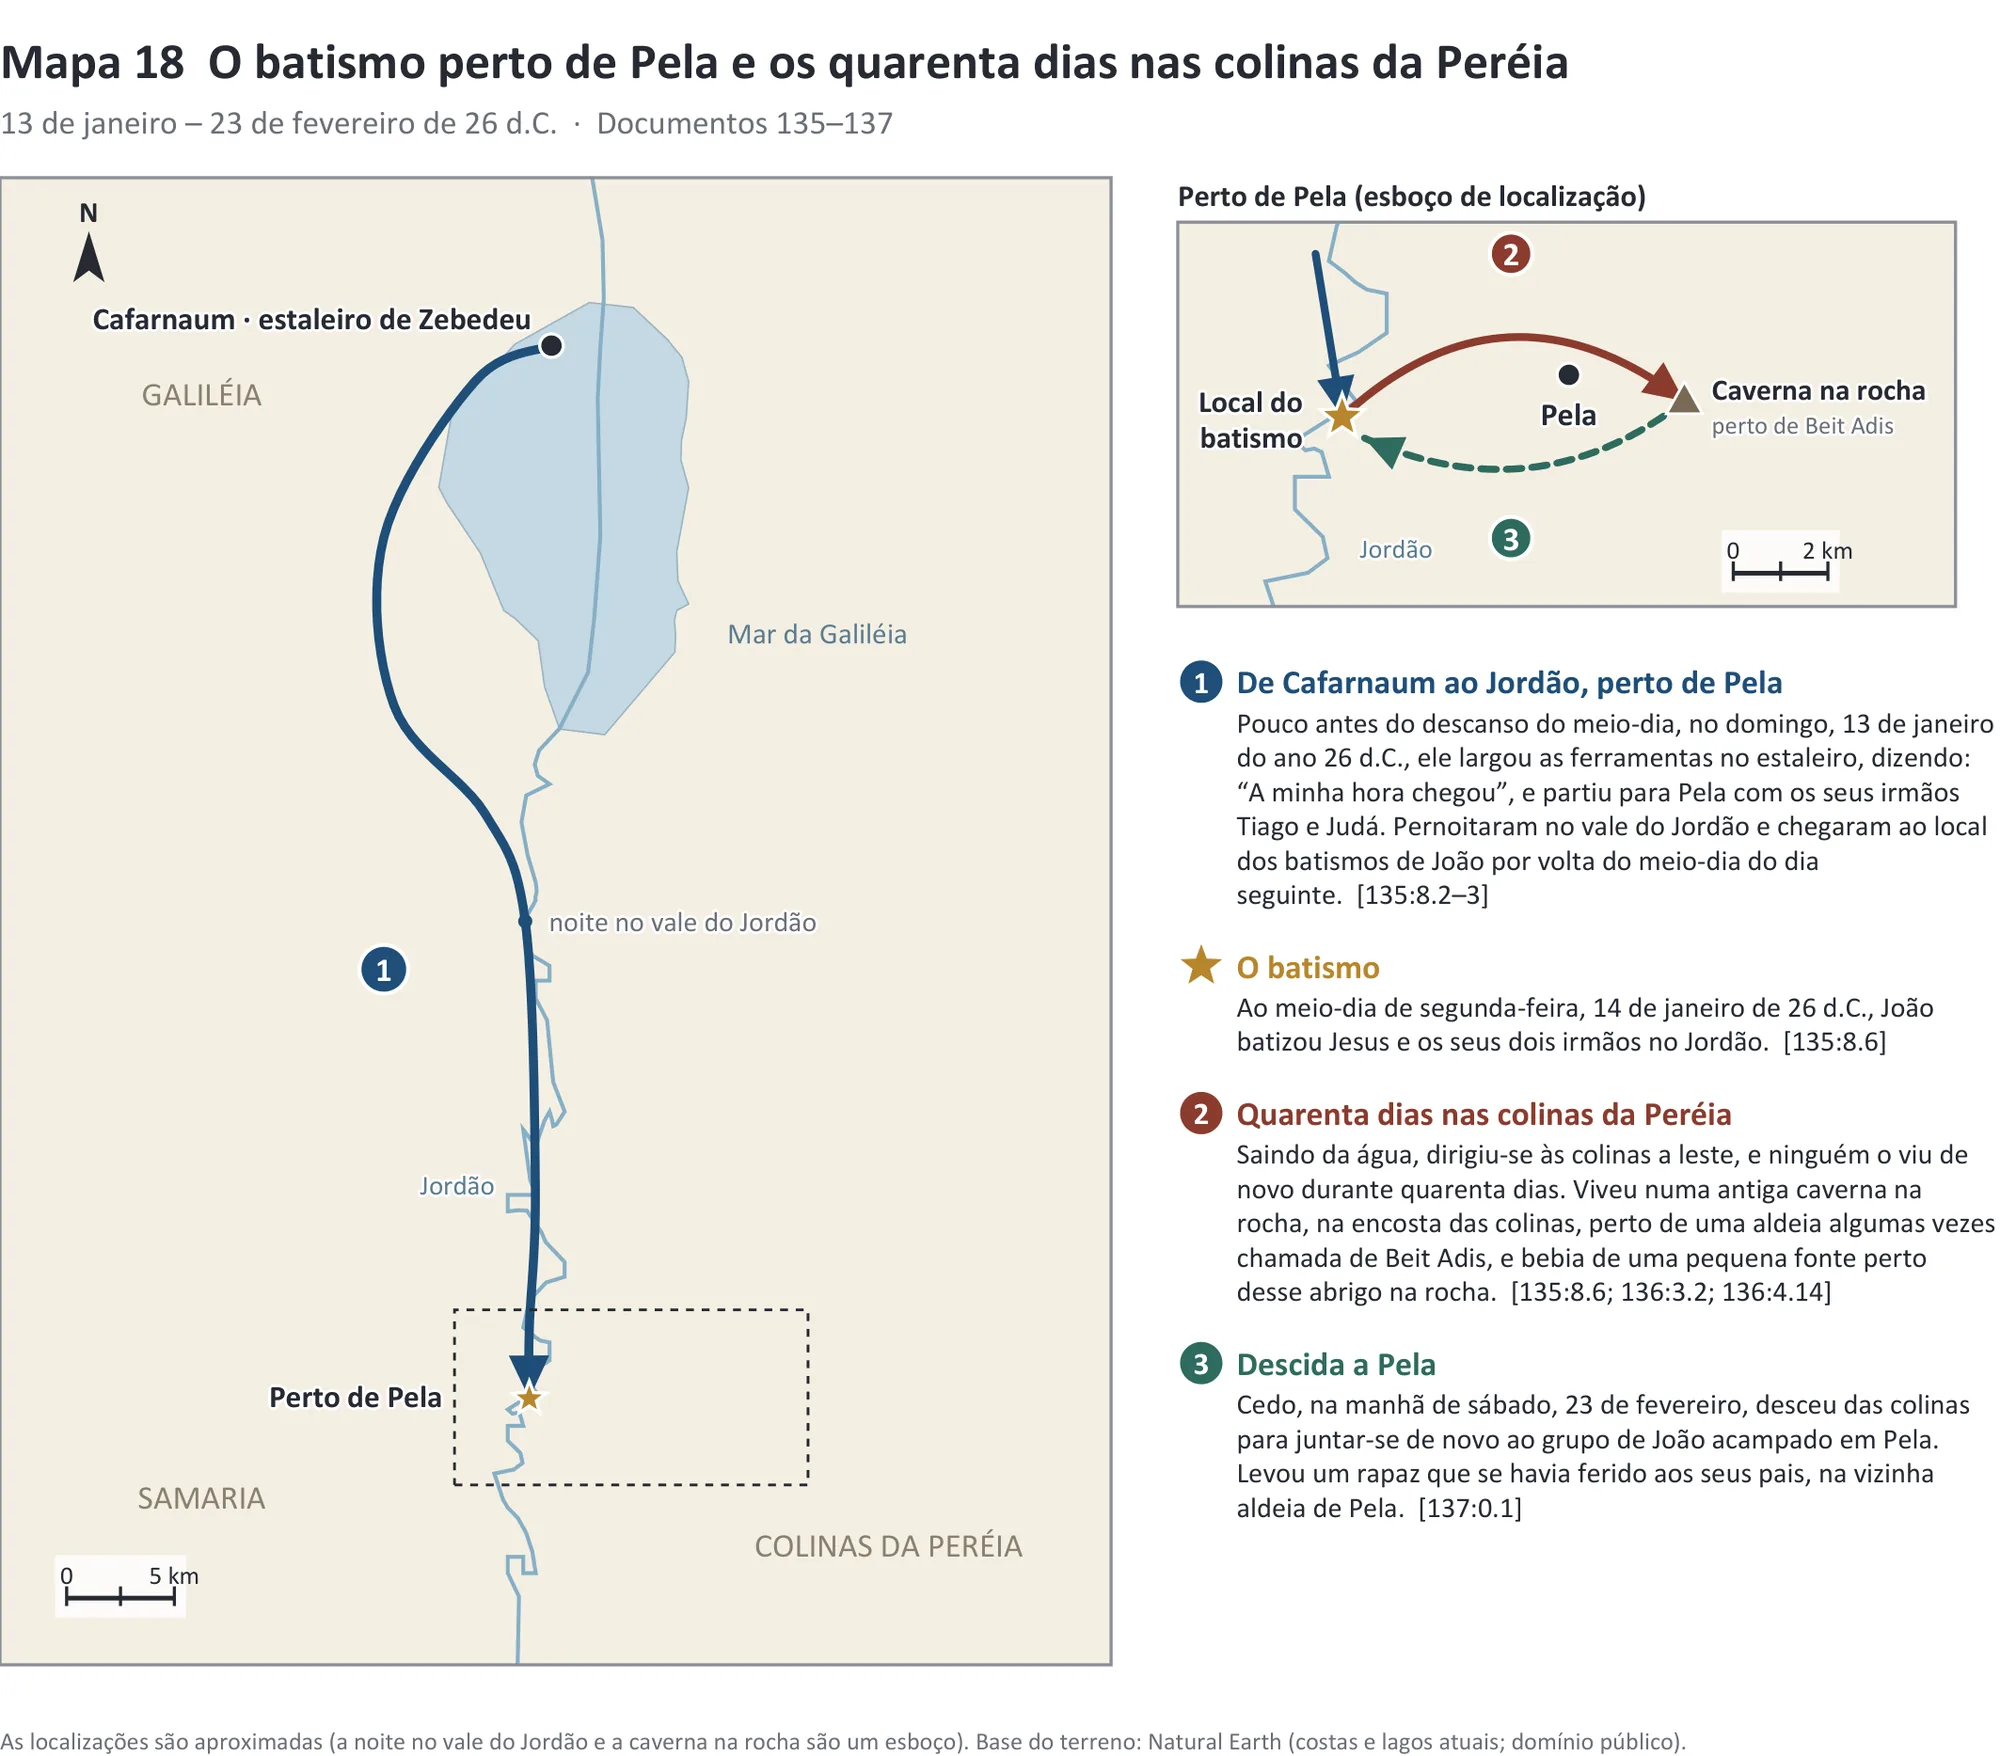 Mapa 18  O batismo perto de Pela e os quarenta dias nas colinas da Peréia
13 de janeiro – 23 de fevereiro de 26 d.C.  ·  Documentos 135–137
N
Cafarnaum · estaleiro de Zebedeu
GALILÉIA
Mar da Galiléia
noite no vale do Jordão
1
Jordão
Perto de Pela
SAMARIA
COLINAS DA PERÉIA
0 5 km
Perto de Pela (esboço de localização)
2
Local do
batismo
Pela
Caverna na rocha
perto de Beit Adis
3
Jordão
0 2 km
1 De Cafarnaum ao Jordão, perto de Pela
Pouco antes do descanso do meio-dia, no domingo, 13 de janeiro
do ano 26 d.C., ele largou as ferramentas no estaleiro, dizendo:
“A minha hora chegou”, e partiu para Pela com os seus irmãos
Tiago e Judá. Pernoitaram no vale do Jordão e chegaram ao local
dos batismos de João por volta do meio-dia do dia
seguinte.  [135:8.2–3]
O batismo
Ao meio-dia de segunda-feira, 14 de janeiro de 26 d.C., João
batizou Jesus e os seus dois irmãos no Jordão.  [135:8.6]
2 Quarenta dias nas colinas da Peréia
Saindo da água, dirigiu-se às colinas a leste, e ninguém o viu de
novo durante quarenta dias. Viveu numa antiga caverna na
rocha, na encosta das colinas, perto de uma aldeia algumas vezes
chamada de Beit Adis, e bebia de uma pequena fonte perto
desse abrigo na rocha.  [135:8.6; 136:3.2; 136:4.14]
3 Descida a Pela
Cedo, na manhã de sábado, 23 de fevereiro, desceu das colinas
para juntar-se de novo ao grupo de João acampado em Pela.
Levou um rapaz que se havia ferido aos seus pais, na vizinha
aldeia de Pela.  [137:0.1]
As localizações são aproximadas (a noite no vale do Jordão e a caverna na rocha são um esboço). Base do terreno: Natural Earth (costas e lagos atuais; domínio público).